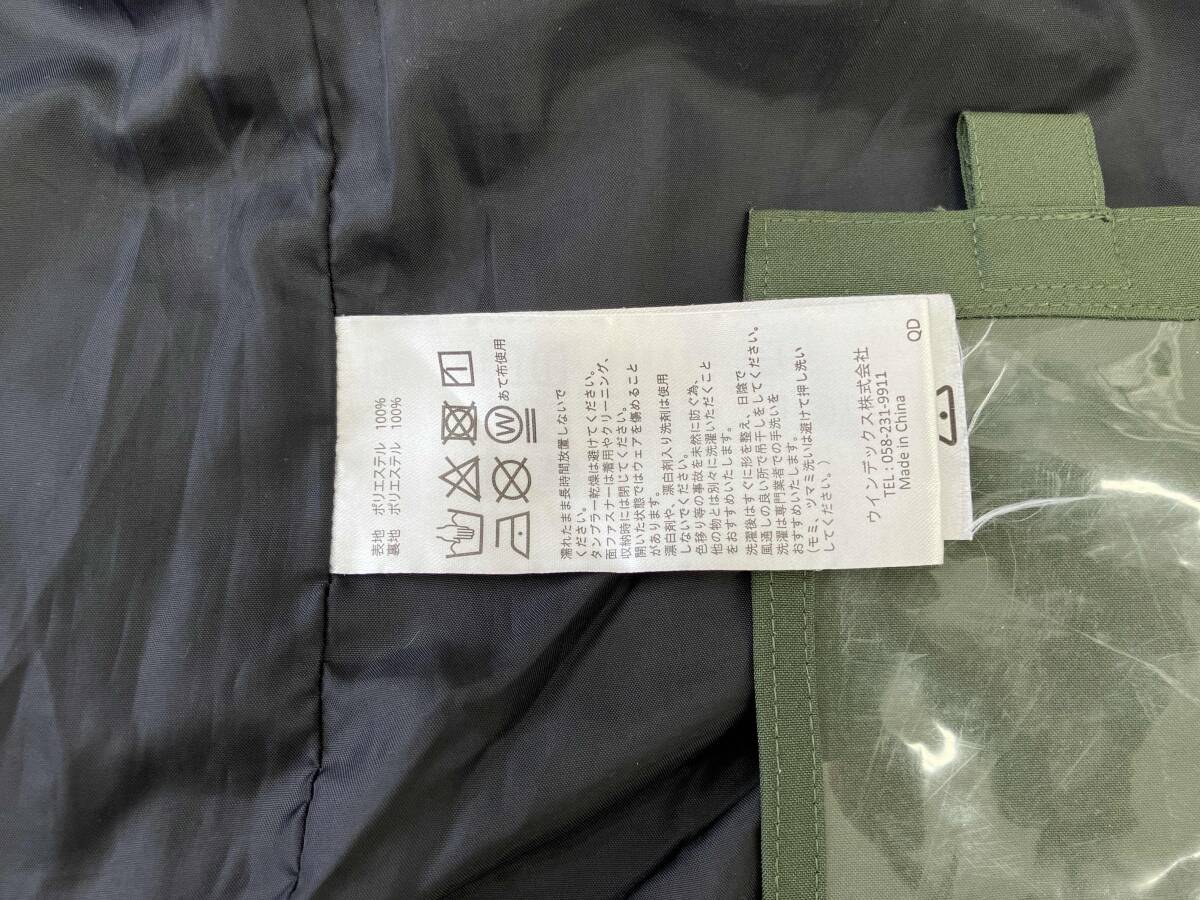 表地 ポリエステル 100%
裏地 ポリエステル 100%
あて布使用
濡れたまま長時間放置しないで
ください。
タンブラー乾燥は避けてください。
面ファスナーは着用やクリーニング、
収納時には閉じてください。
開いた状態ではウェアを傷めること
があります。
漂白剤や、漂白剤入り洗剤は使用
しないでください。
色移り等の事故を未然に防ぐ為、
他の物とは別々に洗濯いただくこと
をおすすめいたします。
洗濯後はすぐに形を整え、日陰で
風通しの良い所で吊干しをしてください。
洗濯は専門業者での手洗いを
おすすめいたします。
(モミ、ツマミ洗いは避けて押し洗い
してください。)
ウインデックス株式会社
TEL : 058-231-9911
Made in China
QD